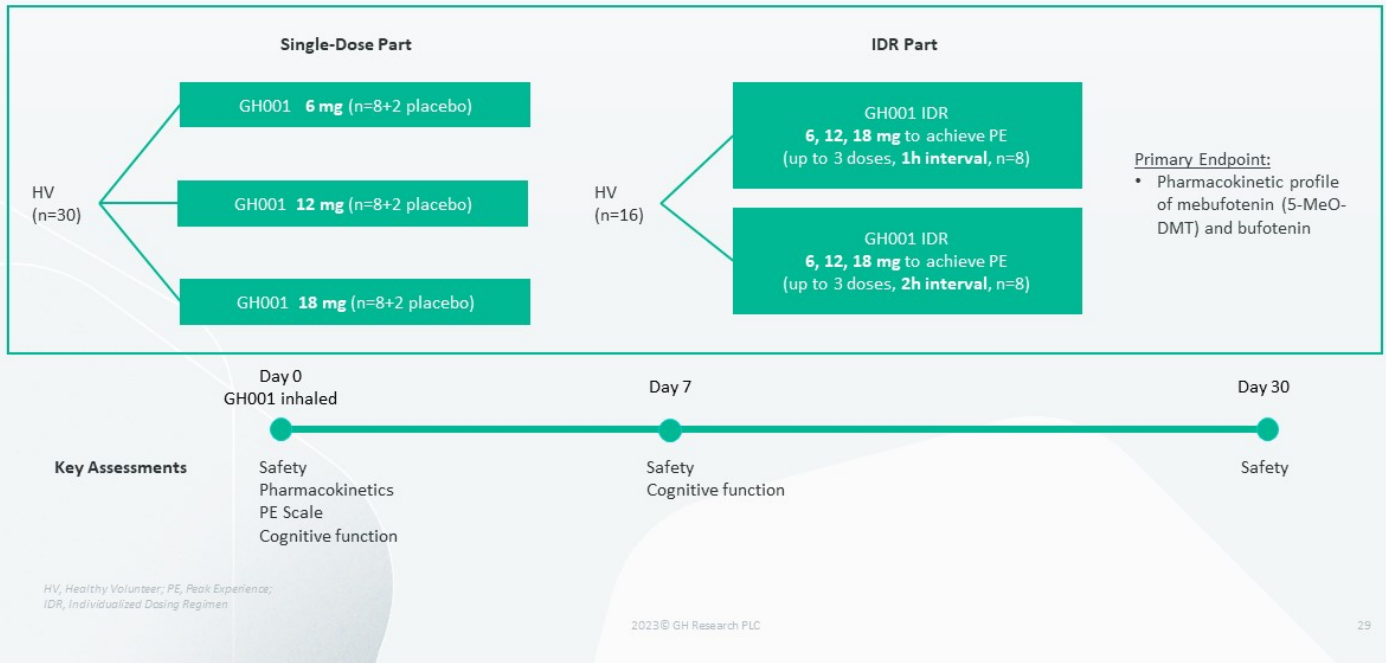 Single-Dose Part
GH001 6 mg (n=8+2 placebo)
HV
(n=30)
GH001 12 mg (n=8+2 placebo)
GH001 18 mg (n=8+2 placebo)
IDR Part
HV
(n=16)
GH001 IDR
6, 12, 18 mg to achieve PE
(up to 3 doses, 1h interval, n=8)
GH001 IDR
6, 12, 18 mg to achieve PE
(up to 3 doses, 2h interval, n=8)
Primary Endpoint:
• Pharmacokinetic profile
of mebufotenin (5-MeO-
DMT) and bufotenin
Day 0
GH001 inhaled
Day 7
Day 30
Key Assessments
Safety
Pharmacokinetics
PE Scale
Cognitive function
Safety
Cognitive function
Safety
HV, Healthy Volunteer; PE, Peak Experience;
IDR, Individualized Dosing Regimen
2023© GH Research PLC
29